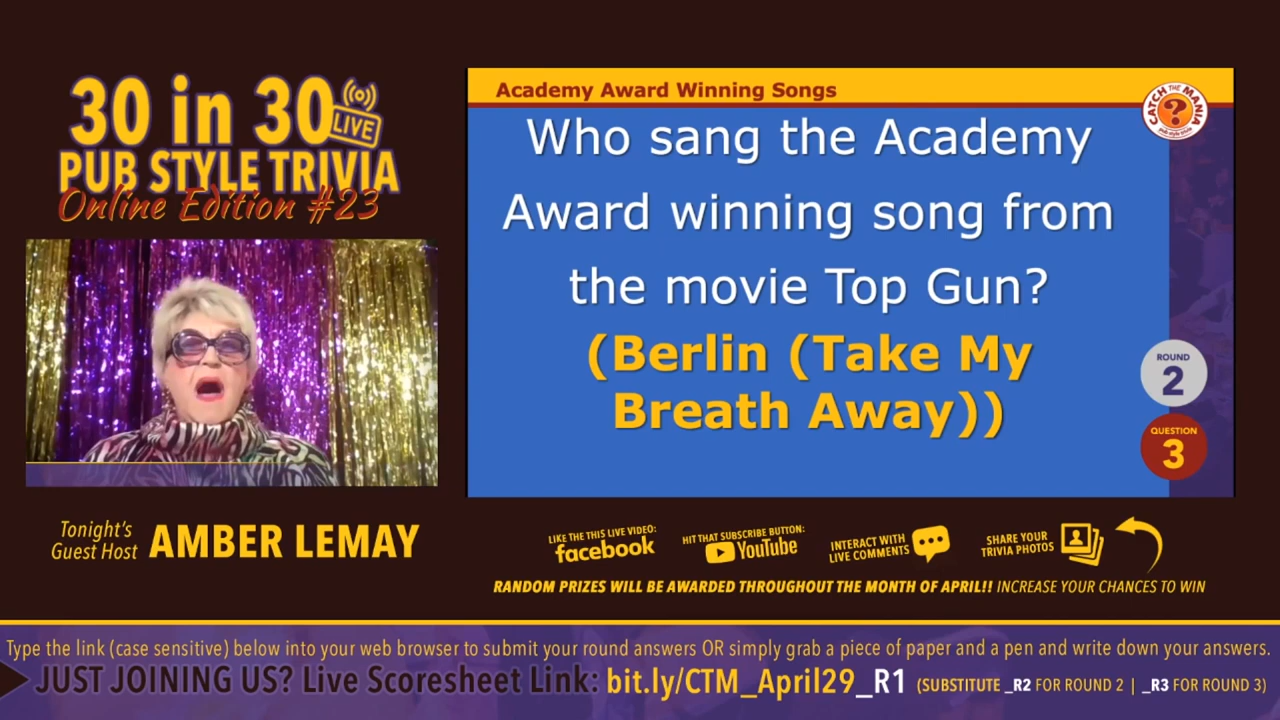 30 in 30
LIVE
PUB STYLE TRIVIA
Online Edition #23
Academy Award Winning Songs
CATCH THE MANIA
?
pub style trivia
Who sang the Academy
Award winning song from
the movie Top Gun?
(Berlin (Take My
Breath Away))
ROUND
2
QUESTION
3
Tonight's
Guest Host
AMBER LEMAY
LIKE THE THIS LIVE VIDEO:
facebook
HIT THAT SUBSCRIBE BUTTON:
YouTube
INTERACT WITH
LIVE COMMENTS
SHARE YOUR
TRIVIA PHOTOS
RANDOM PRIZES WILL BE AWARDED THROUGHOUT THE MONTH OF APRIL!! INCREASE YOUR CHANCES TO WIN
Type the link (case sensitive) below into your web browser to submit your round answers OR simply grab a piece of paper and a pen and write down your answers.
JUST JOINING US? Live Scoresheet Link: bit.ly/CTM_April29_R1 (SUBSTITUTE _R2 FOR ROUND 2 | _R3 FOR ROUND 3)